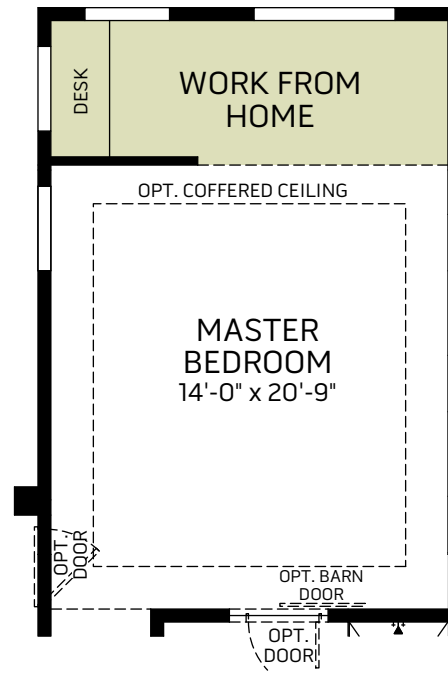 DESK
WORK FROM
HOME
OPT. COFFERED CEILING
MASTER
BEDROOM
14'-0" x 20'-9"
OPT.
DOOR
OPT. BARN
DOOR
OPT.
DOOR